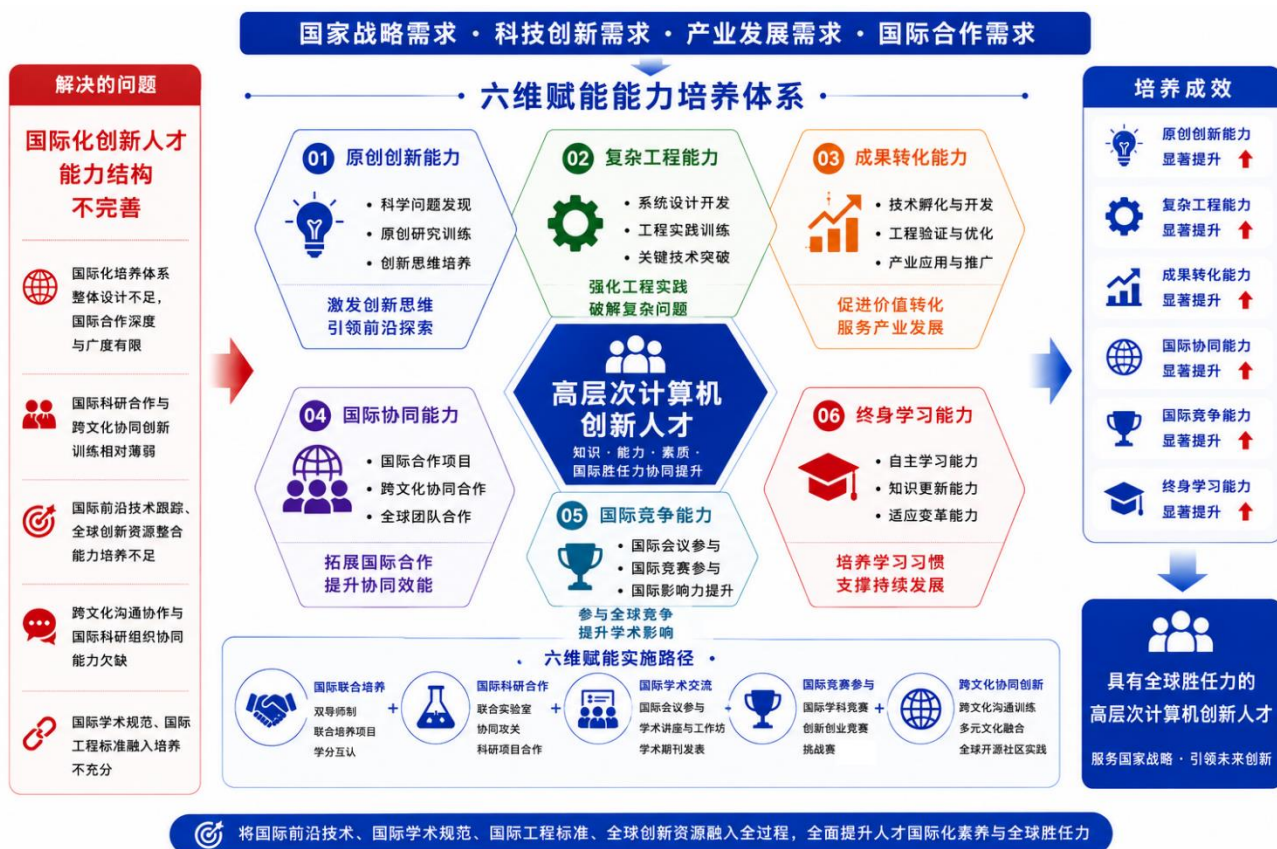 国家战略需求 · 科技创新需求 · 产业发展需求 · 国际合作需求
解决的问题
国际化创新人才
能力结构
不完善
国际化培养体系
整体设计不足，
国际合作深度
与广度有限
国际科研合作与
跨文化协同创新
训练相对薄弱
国际前沿技术跟踪、
全球创新资源整合
能力培养不足
跨文化沟通协作与
国际科研组织协同
能力欠缺
国际学术规范、国际
工程标准融入培养
不充分
六维赋能能力培养体系
01 原创创新能力
• 科学问题发现
• 原创研究训练
• 创新思维培养
激发创新思维
引领前沿探索
02 复杂工程能力
• 系统设计开发
• 工程实践训练
• 关键技术突破
强化工程实践
破解复杂问题
03 成果转化能力
• 技术孵化与开发
• 工程验证与优化
• 产业应用与推广
促进价值转化
服务产业发展
高层次计算机
创新人才
知识 · 能力 · 素质 ·
国际胜任力协同提升
04 国际协同能力
• 国际合作项目
• 跨文化协同合作
• 全球团队合作
拓展国际合作
提升协同效能
05 国际竞争能力
• 国际会议参与
• 国际竞赛参与
• 国际影响力提升
参与全球竞争
提升学术影响
06 终身学习能力
• 自主学习能力
• 知识更新能力
• 适应变革能力
培养学习习惯
支撑持续发展
· 六维赋能实施路径 ·
国际联合培养
双导师制
联合培养项目
学分互认
+
国际科研合作
联合实验室
协同攻关
科研项目合作
+
国际学术交流
国际会议参与
学术讲座与工作坊
学术期刊发表
+
国际竞赛参与
国际学科竞赛
创新创业竞赛
挑战赛
+
跨文化协同创新
跨文化沟通训练
多元文化融合
全球开源社区实践
培养成效
原创创新能力
显著提升
复杂工程能力
显著提升
成果转化能力
显著提升
国际协同能力
显著提升
国际竞争能力
显著提升
终身学习能力
显著提升
具有全球胜任力的
高层次计算机创新人才
服务国家战略 · 引领未来创新
将国际前沿技术、国际学术规范、国际工程标准、全球创新资源融入全过程，全面提升人才国际化素养与全球胜任力